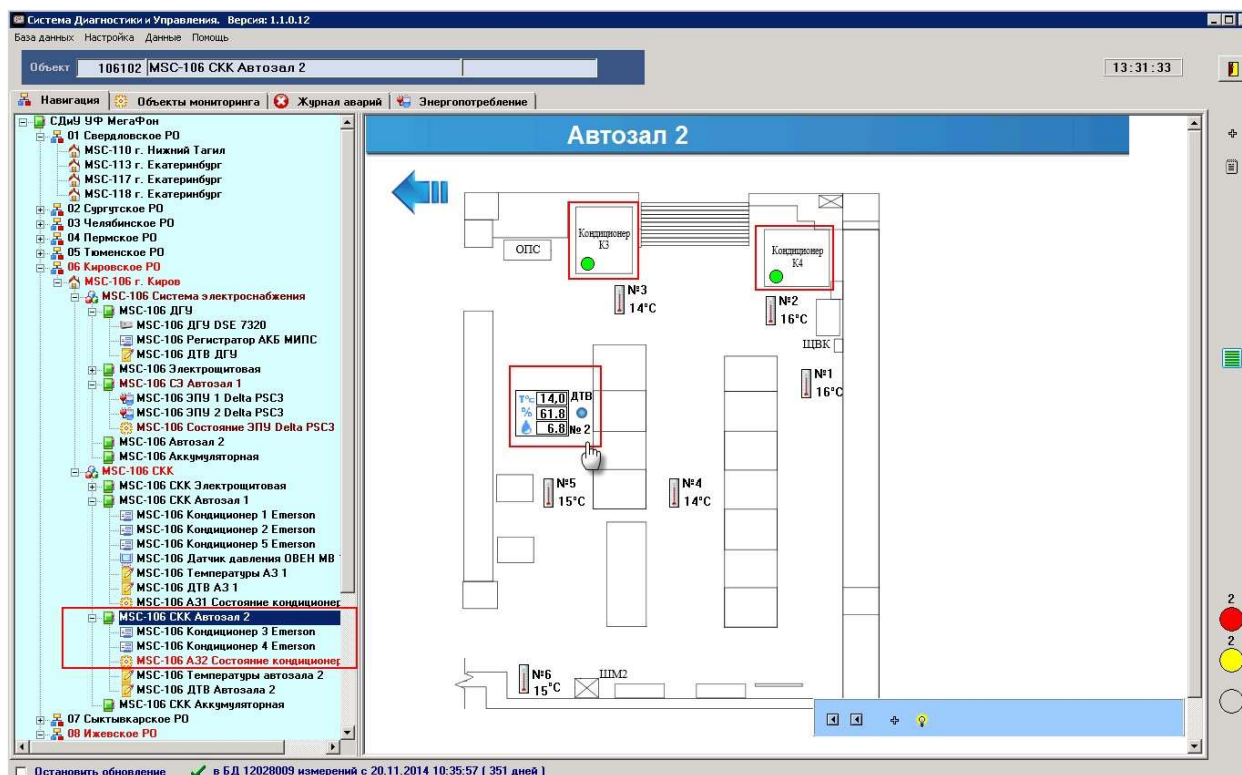 Система Диагностики и Управления. Версия: 1.1.0.12
База данных Настройка Данные Помощь
Объект 106102 MSC-106 СКК Автозал 2
13:31:33
Навигация Объекты мониторинга Журнал аварий Энергопотребление
СДиУ УФ МегаФон
01 Свердловское РО
MSC-110 г. Нижний Тагил
MSC-113 г. Екатеринбург
MSC-117 г. Екатеринбург
MSC-118 г. Екатеринбург
02 Сургутское РО
03 Челябинское РО
04 Пермское РО
05 Тюменское РО
06 Кировское РО
MSC-106 г. Киров
MSC-106 Система электроснабжения
MSC-106 ДГУ
MSC-106 ДГУ DSE 7320
MSC-106 Регистратор АКБ МИПС
MSC-106 ДТВ ДГУ
MSC-106 Электрощитовая
MSC-106 СЭ Автозал 1
MSC-106 ЭПУ 1 Delta PSC3
MSC-106 ЭПУ 2 Delta PSC3
MSC-106 Состояние ЭПУ Delta PSC3
MSC-106 Автозал 2
MSC-106 Аккумуляторная
MSC-106 СКК
MSC-106 СКК Электрощитовая
MSC-106 СКК Автозал 1
MSC-106 Кондиционер 1 Emerson
MSC-106 Кондиционер 2 Emerson
MSC-106 Кондиционер 5 Emerson
MSC-106 Датчик давления ОВЕН МВ
MSC-106 Температуры АЗ 1
MSC-106 ДТВ АЗ 1
MSC-106 АЗ1 Состояние кондиционер
MSC-106 СКК Автозал 2
MSC-106 Кондиционер 3 Emerson
MSC-106 Кондиционер 4 Emerson
MSC-106 АЗ2 Состояние кондиционер
MSC-106 Температуры автозала 2
MSC-106 ДТВ Автозала 2
MSC-106 СКК Аккумуляторная
07 Сыктывкарское РО
08 Ижевское РО
Автозал 2
Кондиционер
К3
ОПС
Кондиционер
К4
№3
14°C
№2
16°C
ЩВК
№1
16°C
T°c 14,0 ДТВ
% 61.8
6.8 № 2
№5
15°C
№4
14°C
№6
15°C
ШМ2
2
2
Остановить обновление в БД 12028009 измерений с 20.11.2014 10:35:57 ( 351 дней )